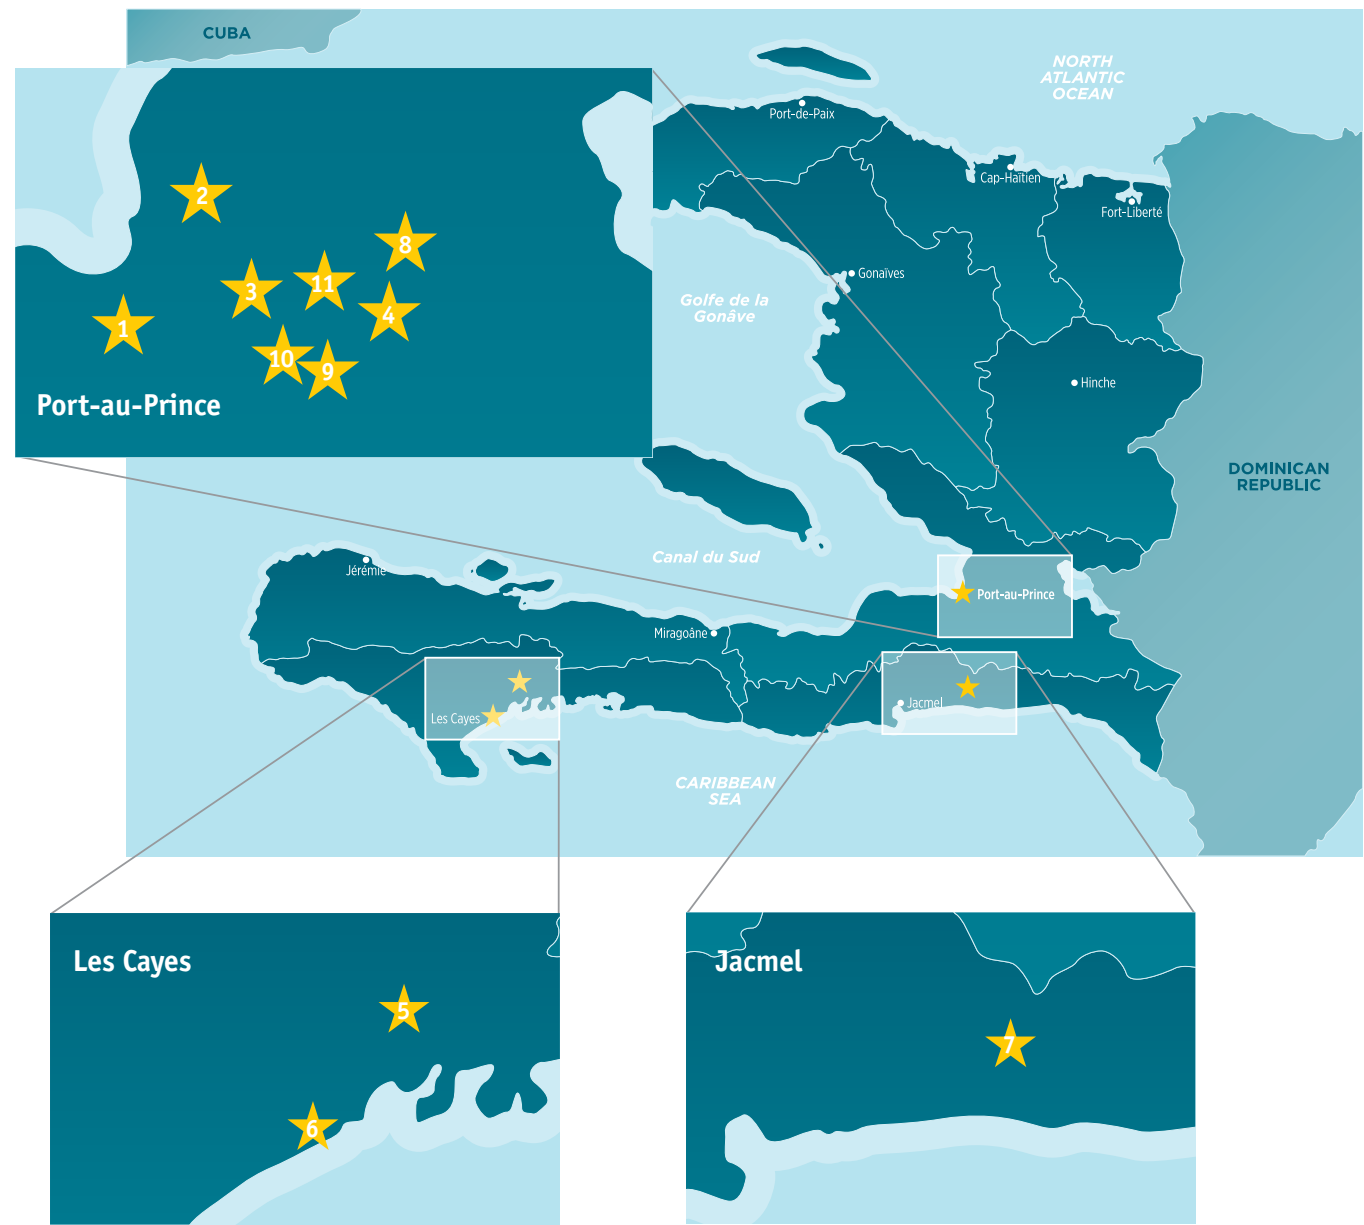 CUBA
NORTH
ATLANTIC
OCEAN
Port-de-Paix
Cap-Haïtien
Fort-Liberté
2
8
11
3
4
1
10
9
Port-au-Prince
Gonaïves
Golfe de la
Gonâve
Hinche
DOMINICAN
REPUBLIC
Canal du Sud
Jérémie
Port-au-Prince
Miragoâne
Les Cayes
Jacmel
CARIBBEAN
SEA
Les Cayes
5
6
Jacmel
7